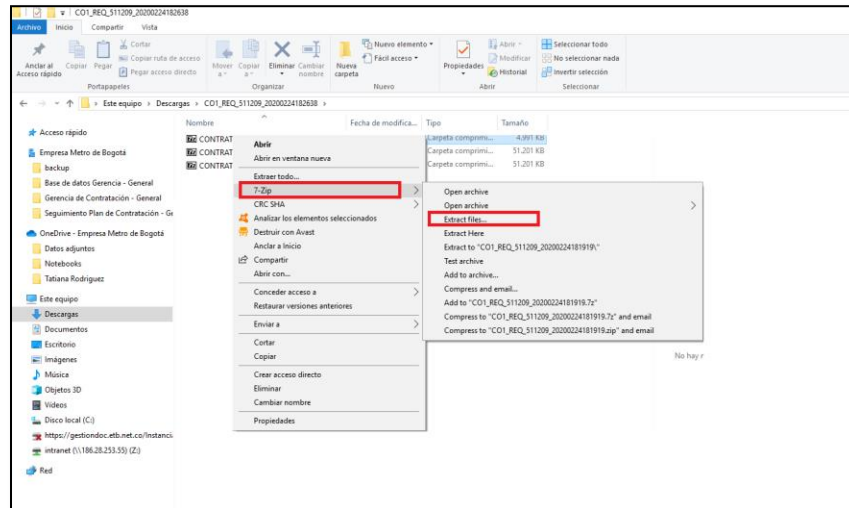 CO1_REQ_511209_20200224182638
Archivo Inicio Compartir Vista
Anclar al Acceso rápido
Copiar
Pegar
Cortar
Copiar ruta de acceso
Pegar acceso directo
Portapapeles
Mover a
Copiar a
Eliminar
Cambiar nombre
Organizar
Nueva carpeta
Nuevo elemento
Fácil acceso
Nuevo
Propiedades
Abrir
Modificar
Historial
Abrir
Seleccionar todo
No seleccionar nada
Invertir selección
Seleccionar
Este equipo > Descargas > CO1_REQ_511209_20200224182638 >
Nombre Fecha de modifica... Tipo Tamaño
CONTRAT Carpeta comprimi... 4.991 KB
CONTRAT Carpeta comprimi... 51.201 KB
CONTRAT Carpeta comprimi... 51.201 KB
Acceso rápido
Empresa Metro de Bogotá
backup
Base de datos Gerencia - General
Gerencia de Contratación - General
Seguimiento Plan de Contratación - Ge
OneDrive - Empresa Metro de Bogotá
Datos adjuntos
Notebooks
Tatiana Rodriguez
Este equipo
Descargas
Documentos
Escritorio
Imágenes
Música
Objetos 3D
Vídeos
Disco local (C:)
https://gestiondoc.etb.net.co/Instanci
intranet (\\186.28.253.55) (Z:)
Red
Abrir
Abrir en ventana nueva
Extraer todo...
7-Zip
CRC SHA
Analizar los elementos seleccionados
Destruir con Avast
Anclar a Inicio
Compartir
Abrir con...
Conceder acceso a
Restaurar versiones anteriores
Enviar a
Cortar
Copiar
Crear acceso directo
Eliminar
Cambiar nombre
Propiedades
Open archive
Open archive
Extract files...
Extract Here
Extract to "CO1_REQ_511209_20200224181919\"
Test archive
Add to archive...
Compress and email...
Add to "CO1_REQ_511209_20200224181919.7z"
Compress to "CO1_REQ_511209_20200224181919.7z" and email
Compress to "CO1_REQ_511209_20200224181919.zip" and email
No hay